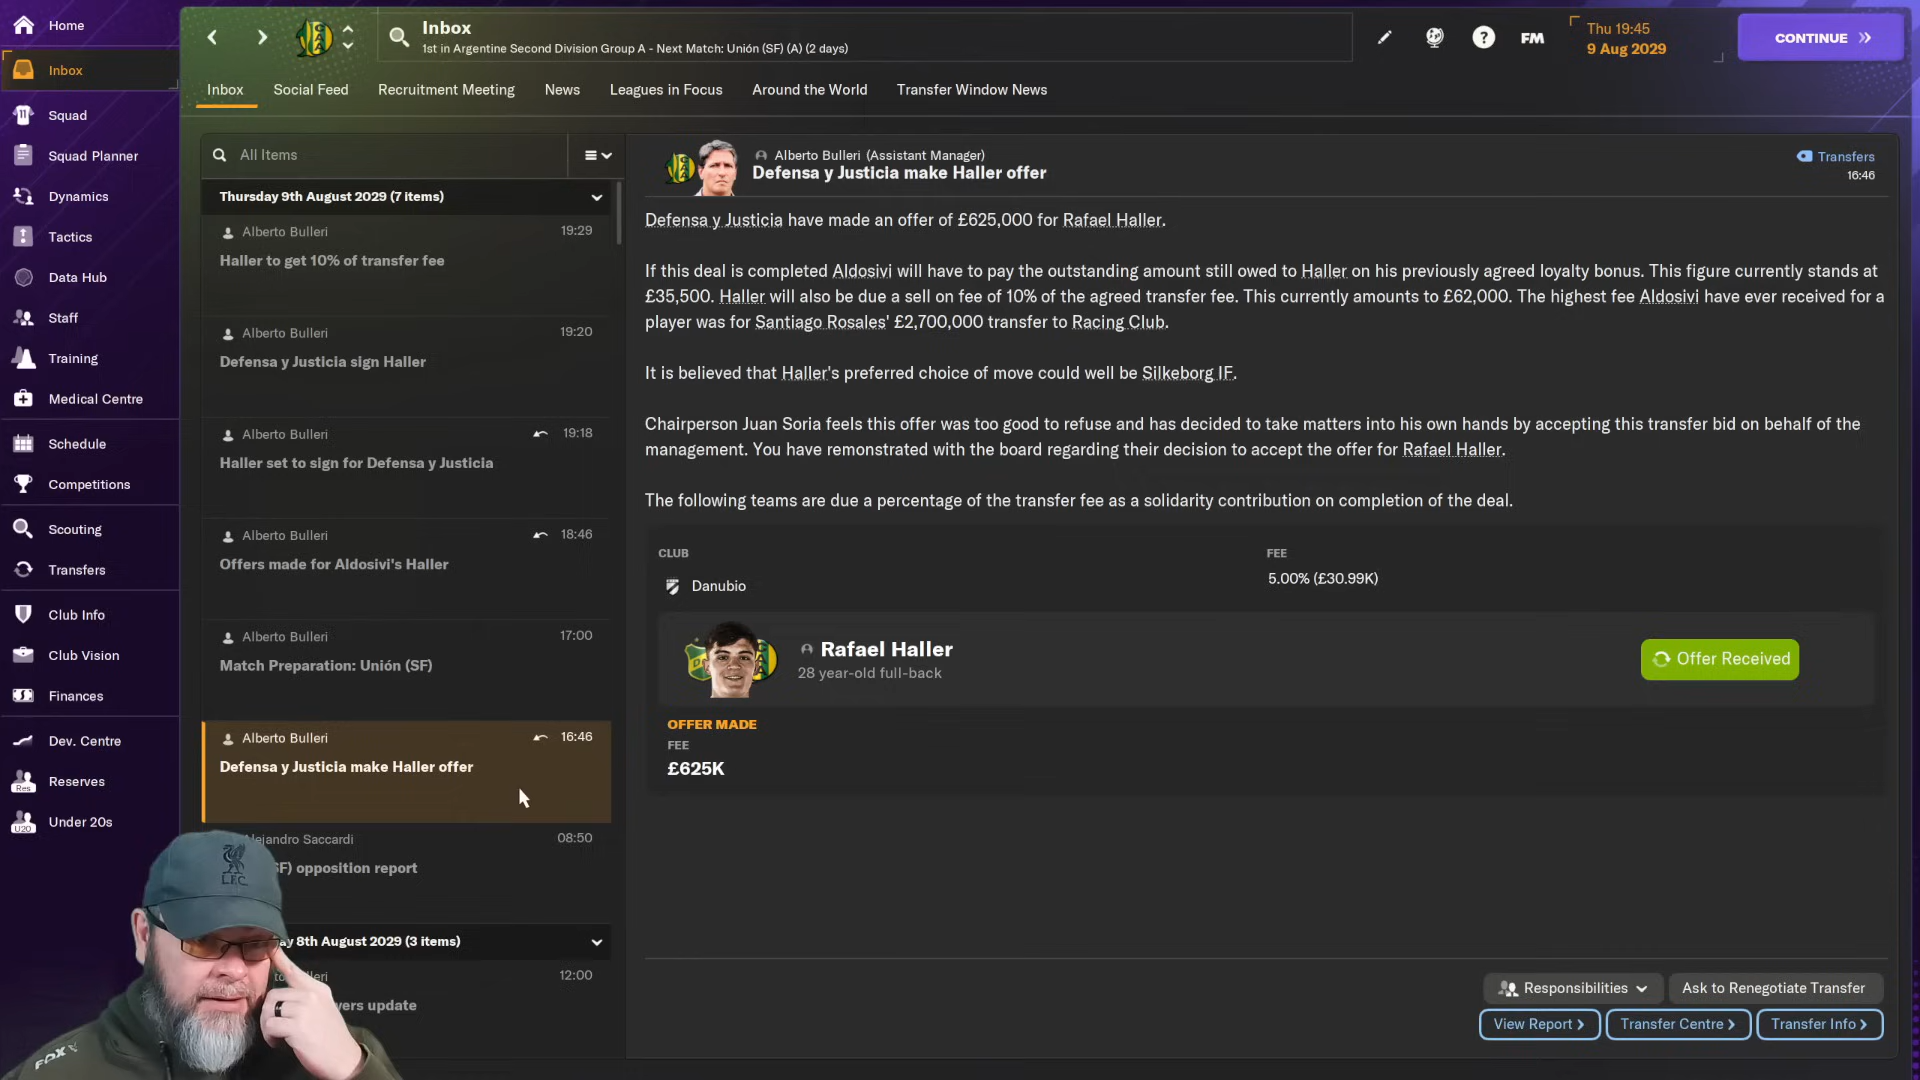 Home
Inbox
Squad
Squad Planner
Dynamics
Tactics
Data Hub
Staff
Training
Medical Centre
Schedule
Competitions
Scouting
Transfers
Club Info
Club Vision
Finances
Dev. Centre
Res
Reserves
U20
Under 20s
Inbox
1st in Argentine Second Division Group A - Next Match: Unión (SF) (A) (2 days)
FM
Thu 19:45
9 Aug 2029
CONTINUE
Inbox Social Feed Recruitment Meeting News Leagues in Focus Around the World Transfer Window News
All Items
Thursday 9th August 2029 (7 items)
Alberto Bulleri 19:29
Haller to get 10% of transfer fee
Alberto Bulleri 19:20
Defensa y Justicia sign Haller
Alberto Bulleri 19:18
Haller set to sign for Defensa y Justicia
Alberto Bulleri 18:46
Offers made for Aldosivi's Haller
Alberto Bulleri 17:00
Match Preparation: Unión (SF)
Alberto Bulleri 16:46
Defensa y Justicia make Haller offer
lejandro Saccardi 08:50
SF) opposition report
8th August 2029 (3 items)
12:00
update
Alberto Bulleri (Assistant Manager)
Defensa y Justicia make Haller offer
Transfers
16:46
Defensa y Justicia have made an offer of £625,000 for Rafael Haller.
If this deal is completed Aldosivi will have to pay the outstanding amount still owed to Haller on his previously agreed loyalty bonus. This figure currently stands at
£35,500. Haller will also be due a sell on fee of 10% of the agreed transfer fee. This currently amounts to £62,000. The highest fee Aldosivi have ever received for a
player was for Santiago Rosales' £2,700,000 transfer to Racing Club.
It is believed that Haller's preferred choice of move could well be Silkeborg IF.
Chairperson Juan Soria feels this offer was too good to refuse and has decided to take matters into his own hands by accepting this transfer bid on behalf of the
management. You have remonstrated with the board regarding their decision to accept the offer for Rafael Haller.
The following teams are due a percentage of the transfer fee as a solidarity contribution on completion of the deal.
CLUB FEE
Danubio 5.00% (£30.99K)
Rafael Haller
28 year-old full-back
Offer Received
OFFER MADE
FEE
£625K
Responsibilities Ask to Renegotiate Transfer
View Report Transfer Centre Transfer Info
L.F.C.
FOX